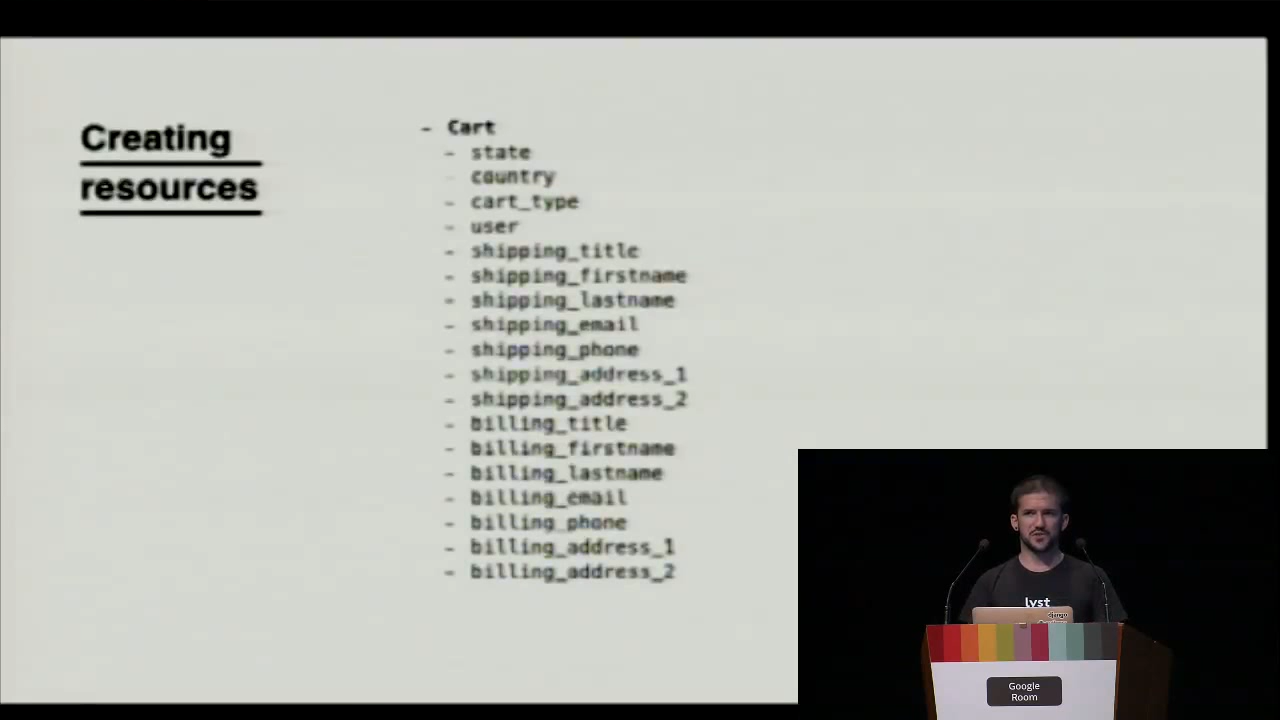 Creating
resources
- Cart
- state
- country
- cart_type
- user
- shipping_title
- shipping_firstname
- shipping_lastname
- shipping_email
- shipping_phone
- shipping_address_1
- shipping_address_2
- billing_title
- billing_firstname
- billing_lastname
- billing_email
- billing_phone
- billing_address_1
- billing_address_2
lyst
django
Google
Room